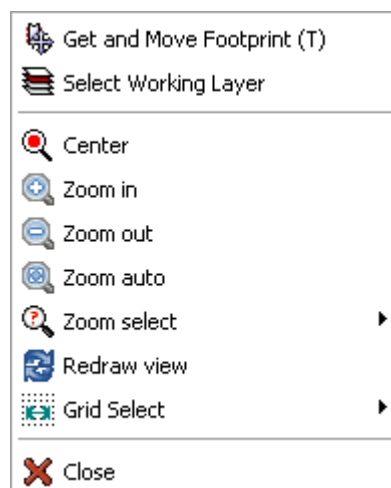 Get and Move Footprint (T)
Select Working Layer
Center
Zoom in
Zoom out
Zoom auto
Zoom select
Redraw view
Grid Select
Close